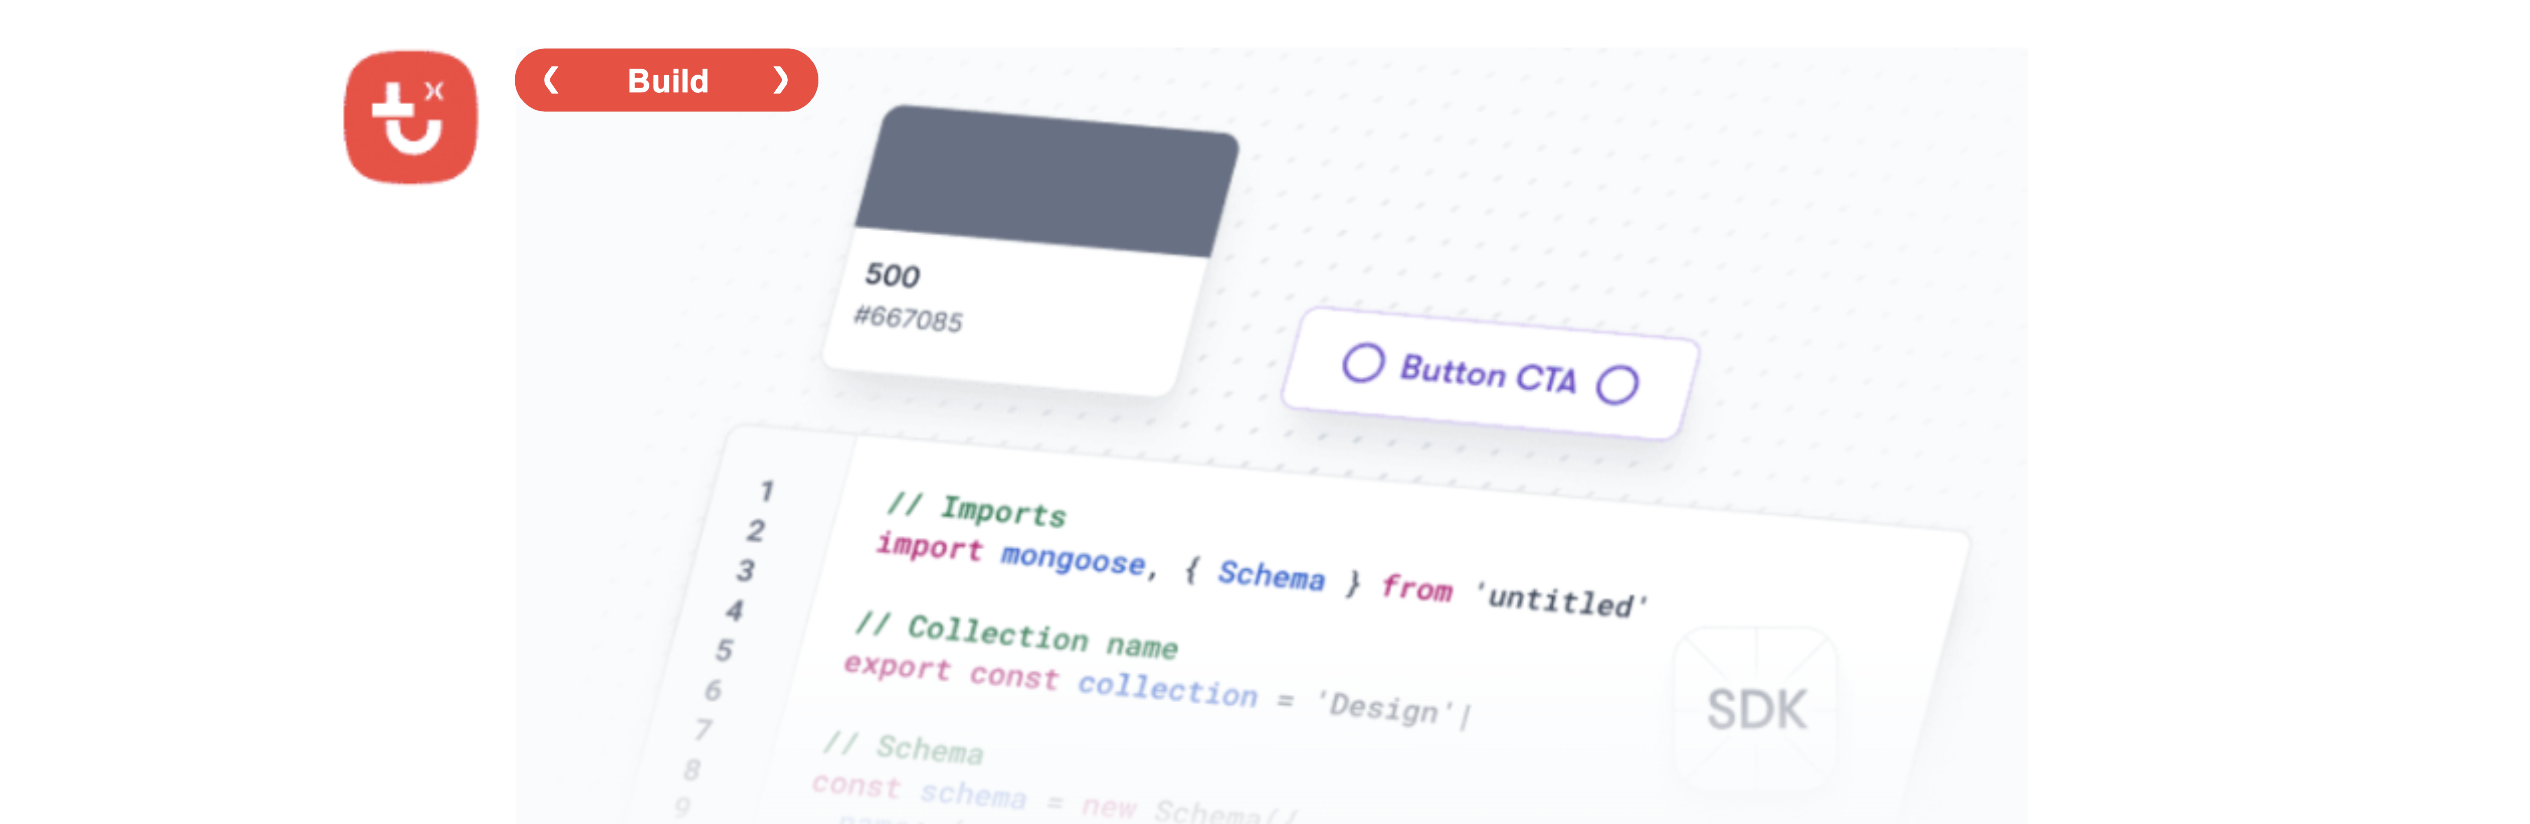 Build
500
#667085
Button CTA
1
2
3
4
5
6
7
8
9
// Imports
import mongoose, { Schema } from 'untitled'
// Collection name
export const collection = 'Design'|
// Schema
const schema = new Schema({
SDK